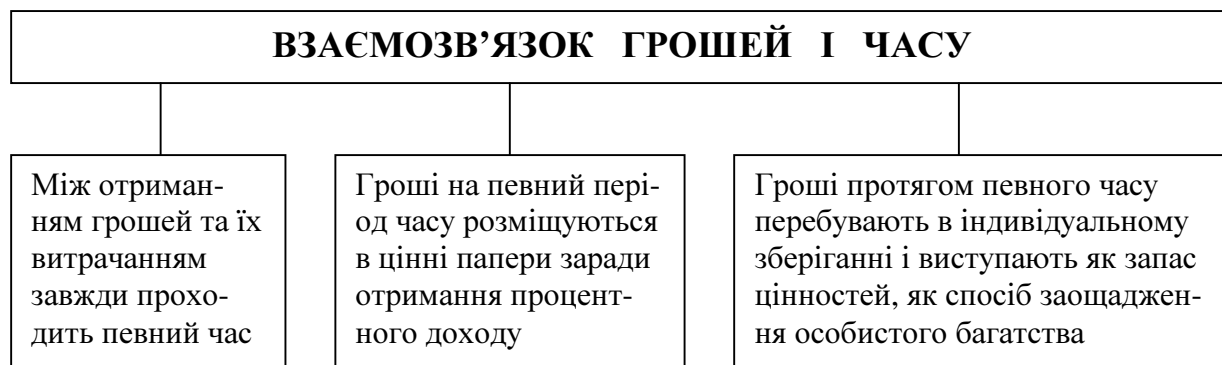 ВЗАЄМОЗВ’ЯЗОК ГРОШЕЙ І ЧАСУ
Між отриман-
ням грошей та їх
витрачанням
завжди прохо-
дить певний час
Гроші на певний пері-
од часу розміщуються
в цінні папери заради
отримання процент-
ного доходу
Гроші протягом певного часу
перебувають в індивідуальному
зберіганні і виступають як запас
цінностей, як спосіб заощаджен-
ня особистого багатства